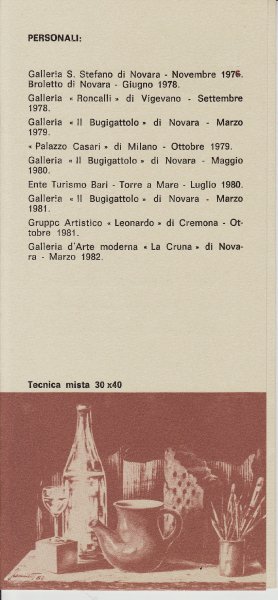 PERSONALI:
Galleria S. Stefano di Novara - Novembre 1976.
Broletto di Novara - Giugno 1978.
Galleria « Roncalli » di Vigevano - Settembre
1978.
Galleria « Il Bugigattolo » di Novara - Marzo
1979.
« Palazzo Casari » di Milano - Ottobre 1979.
Galleria « Il Bugigattolo » di Novara - Maggio
1980.
Ente Turismo Bari - Torre a Mare - Luglio 1980.
Galleria « Il Bugigattolo » di Novara - Marzo
1981.
Gruppo Artistico « Leonardo » di Cremona - Ot-
tobre 1981.
Galleria d'Arte moderna « La Cruna » di Nova-
ra - Marzo 1982.
Tecnica mista 30 x40